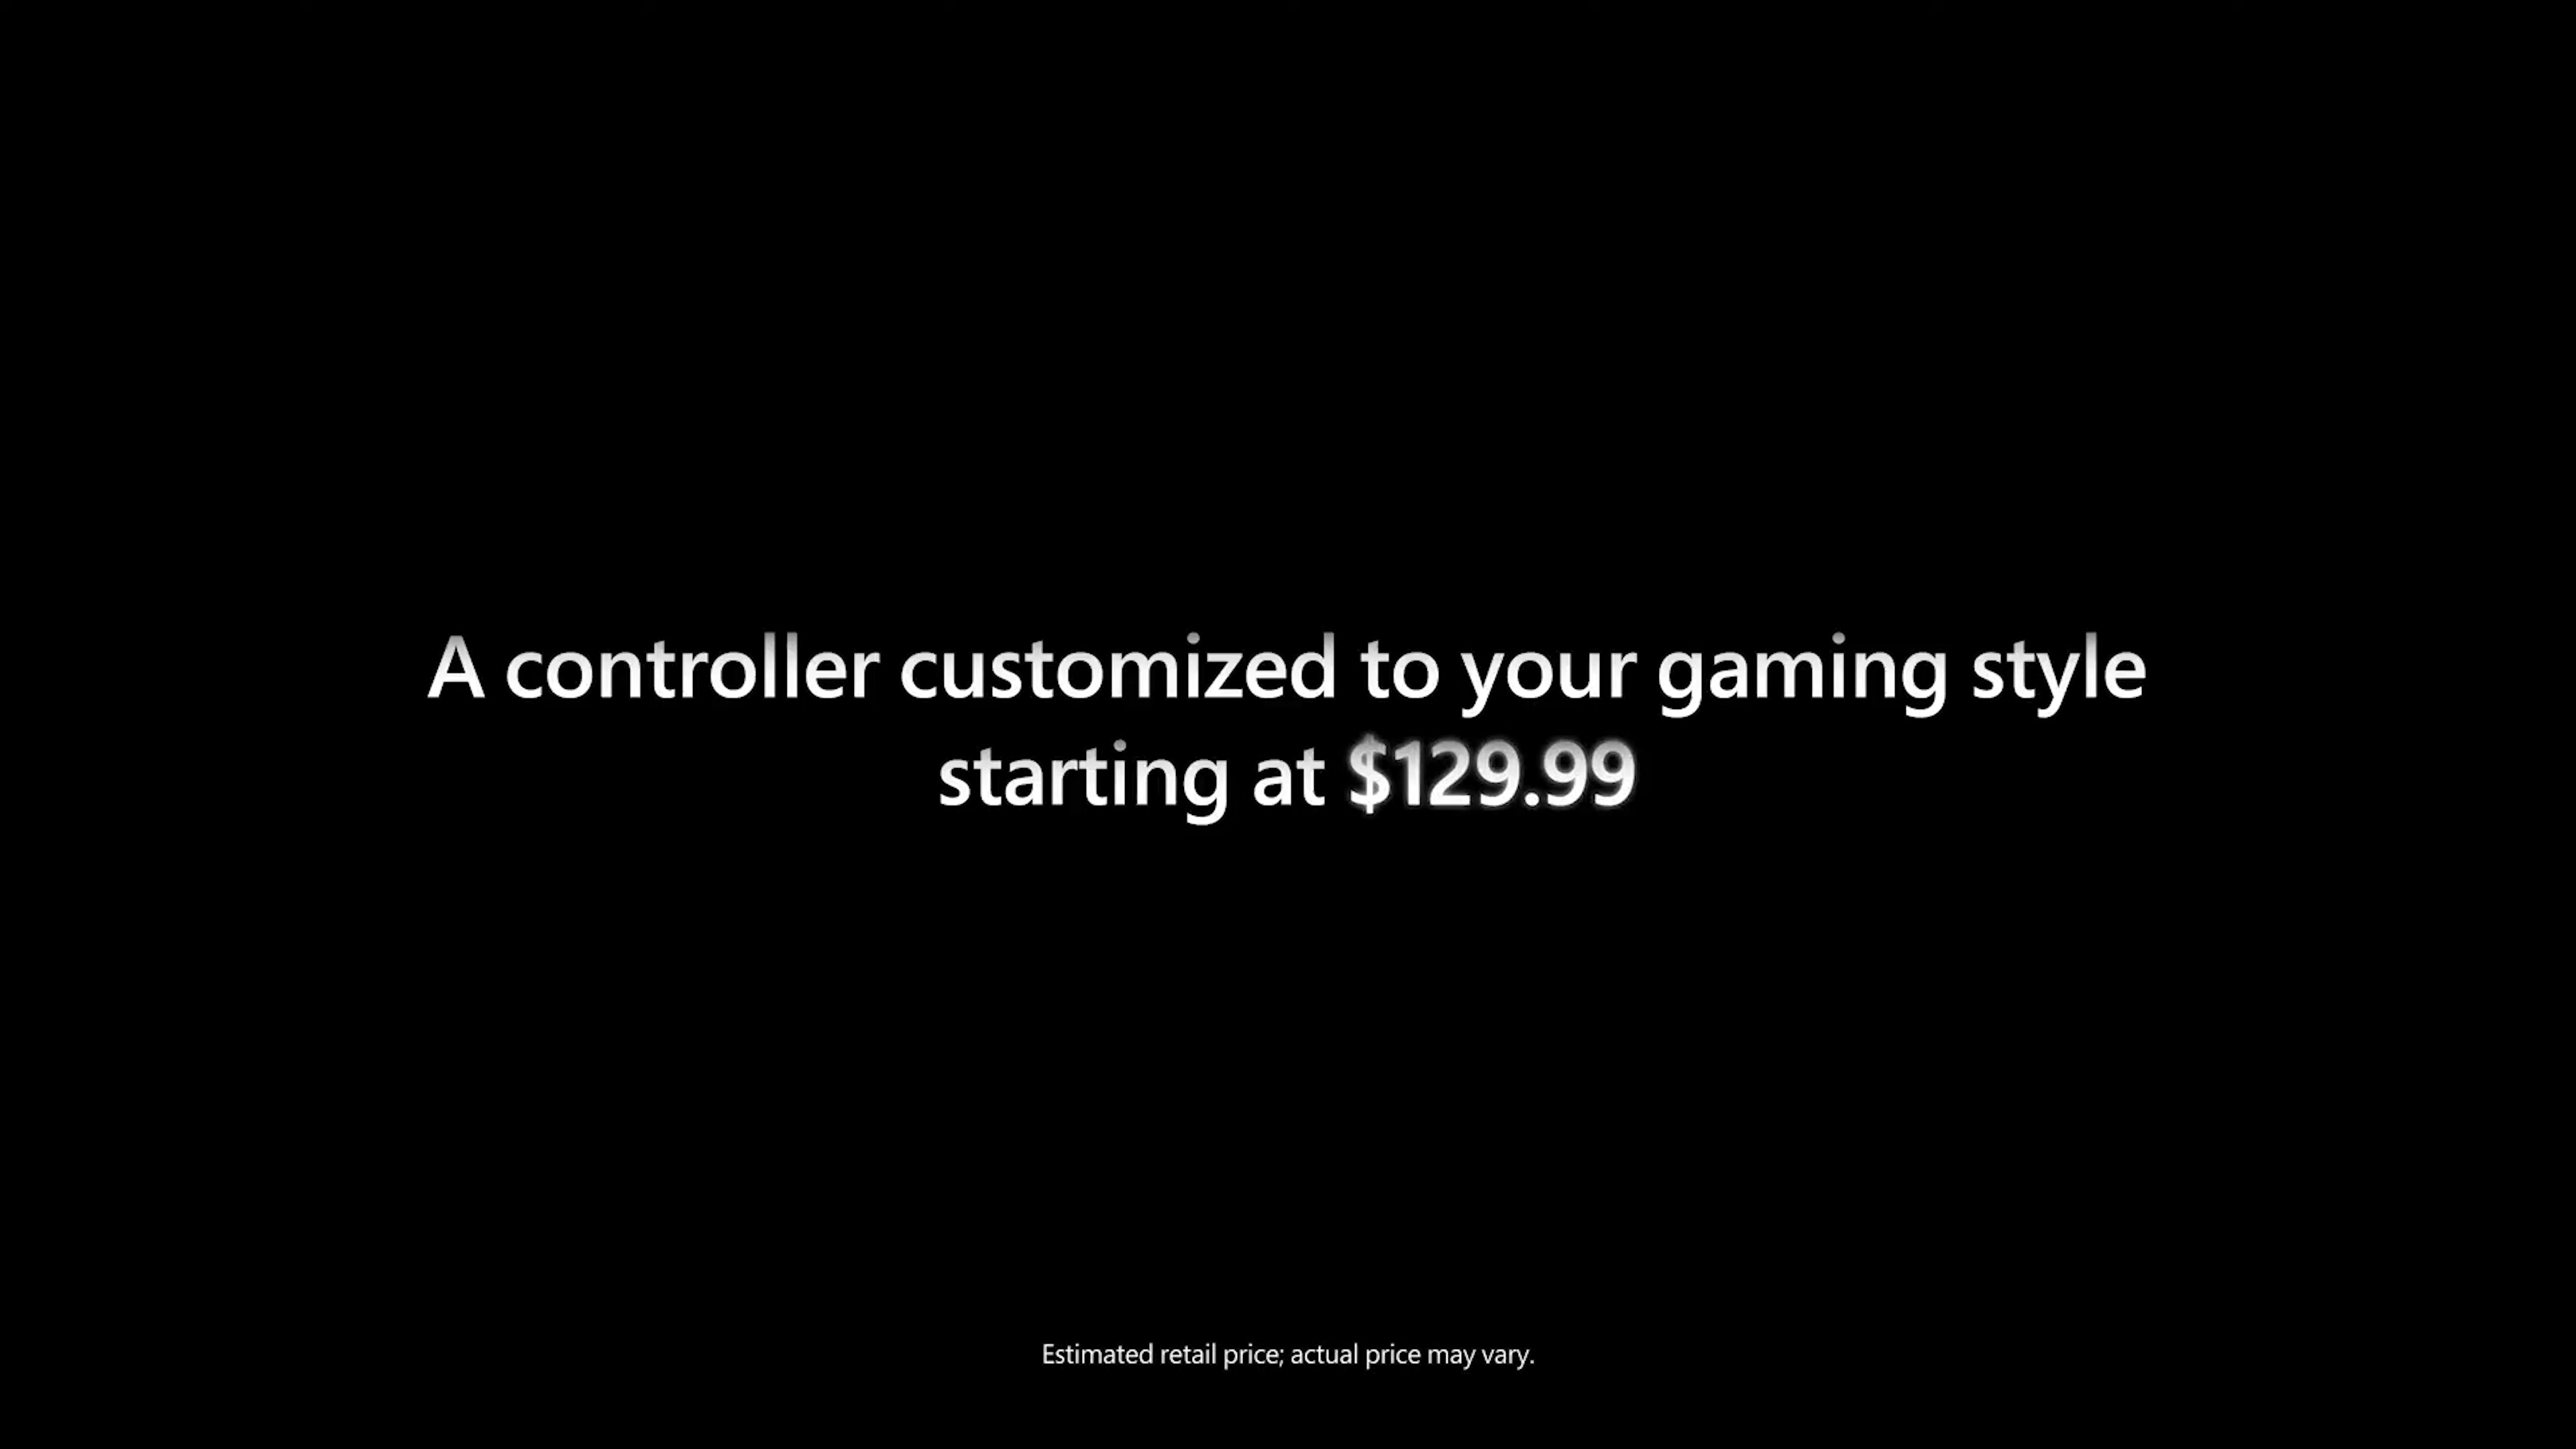 A controller customized to your gaming style
starting at $129.99
Estimated retail price; actual price may vary.